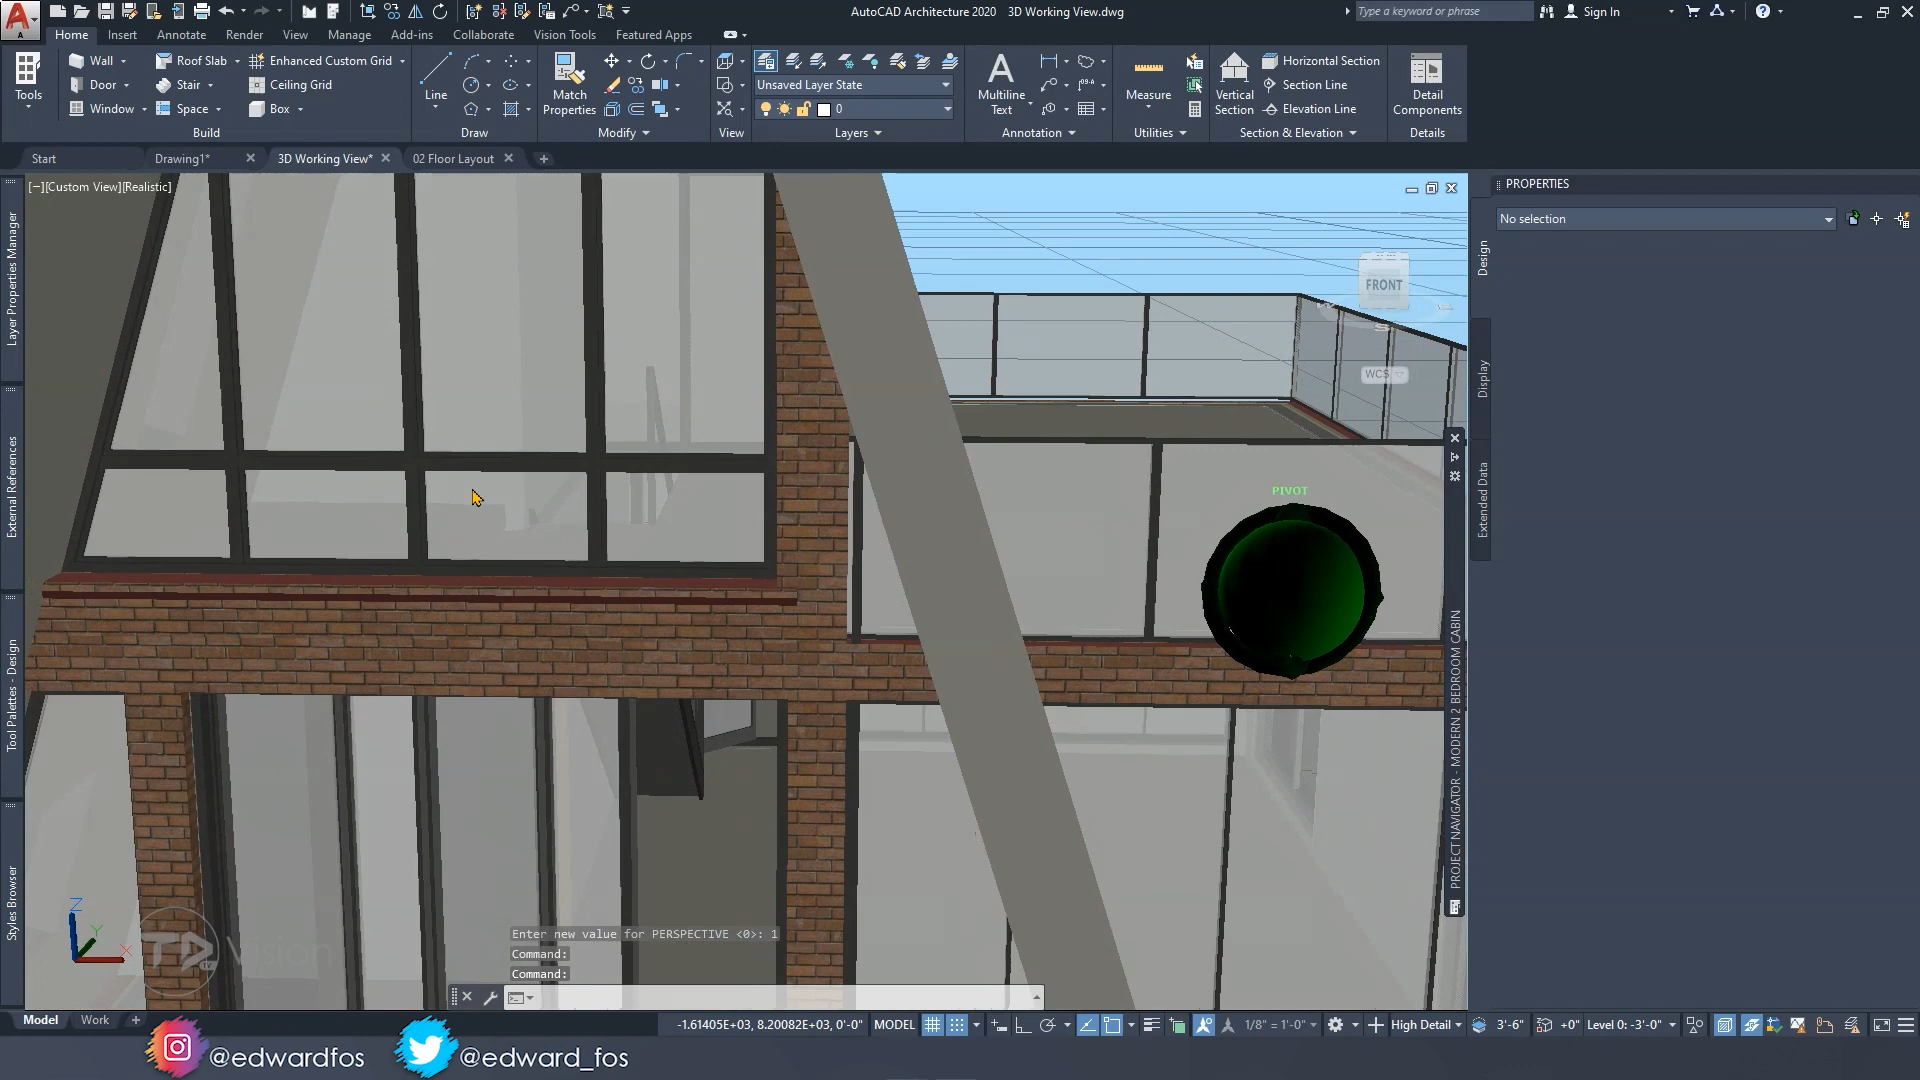 AutoCAD Architecture 2020 3D Working View.dwg
Type a keyword or phrase
Sign In
A
Home Insert Annotate Render View Manage Add-ins Collaborate Vision Tools Featured Apps
Tools
Wall Roof Slab Enhanced Custom Grid
Door Stair Ceiling Grid
Window Space Box
Build
Line
Draw
Match Properties
Modify
View
Unsaved Layer State
0
Layers
Multiline Text
Annotation
Measure
Utilities
Vertical Section
Horizontal Section
Section Line
Elevation Line
Section & Elevation
Detail Components
Details
Start Drawing1* 3D Working View* 02 Floor Layout
[−][Custom View][Realistic]
PROPERTIES
No selection
Design
Display
Extended Data
Layer Properties Manager
External References
Tool Palettes - Design
Styles Browser
FRONT
S
WCS
PIVOT
PROJECT NAVIGATOR - MODERN 2 BEDROOM CABIN
Z
Y
X
Vision
TV
Enter new value for PERSPECTIVE <0>: 1
Command:
Command:
Model Work
-1.61405E+03, 8.20082E+03, 0'-0" MODEL 1/8" = 1'-0" High Detail 3'-6" +0" Level 0: -3'-0"
@edwardfos @edward_fos